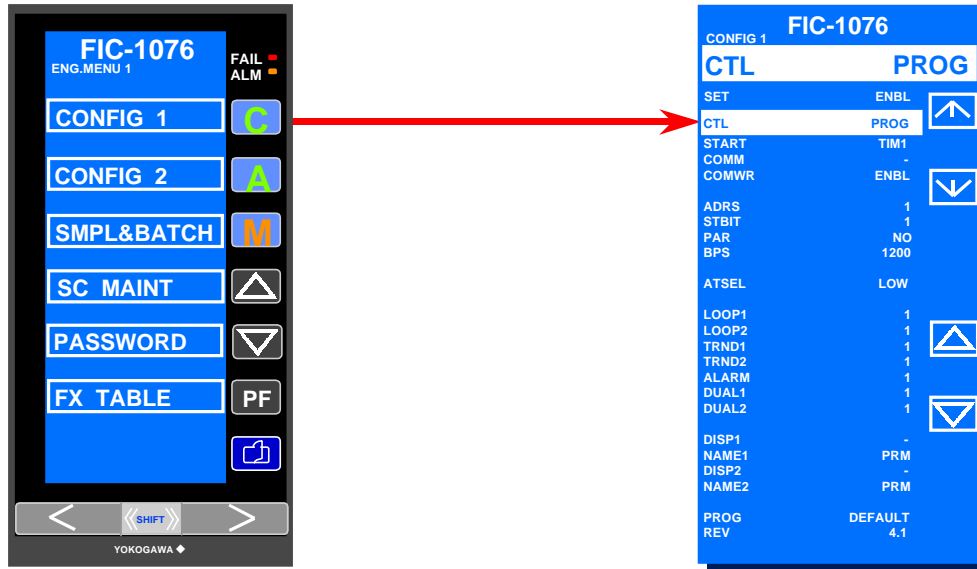 FIC-1076
ENG.MENU 1
FAIL
ALM
CONFIG 1
C
CONFIG 2
A
SMPL&BATCH
M
SC MAINT
PASSWORD
FX TABLE
PF
SHIFT
YOKOGAWA
FIC-1076
CONFIG 1
CTL PROG
SET ENBL
CTL PROG
START TIM1
COMM -
COMWR ENBL
ADRS 1
STBIT 1
PAR NO
BPS 1200
ATSEL LOW
LOOP1 1
LOOP2 1
TRND1 1
TRND2 1
ALARM 1
DUAL1 1
DUAL2 1
DISP1 -
NAME1 PRM
DISP2 -
NAME2 PRM
PROG DEFAULT
REV 4.1